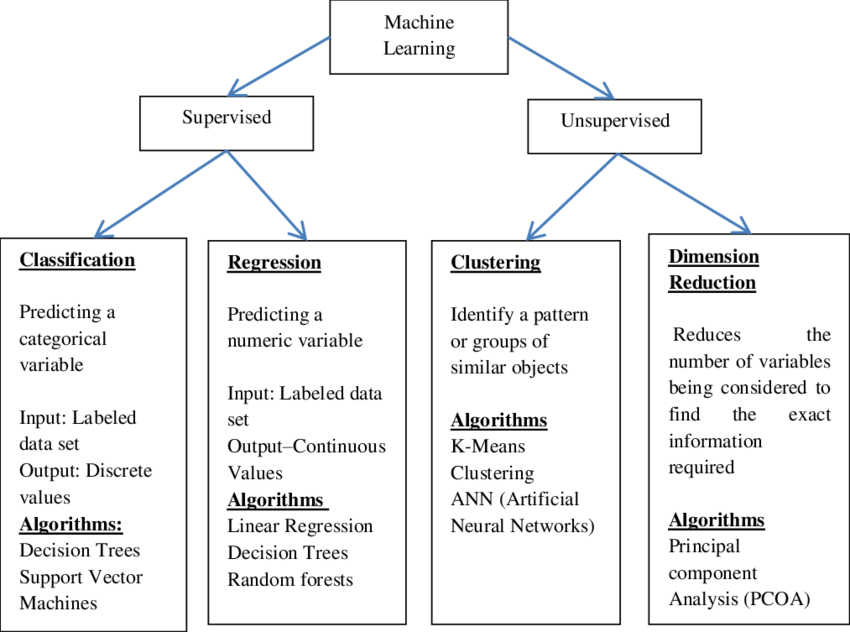 Machine
Learning
Supervised
Unsupervised
Classification
Predicting a
categorical
variable
Input: Labeled
data set
Output: Discrete
values
Algorithms:
Decision Trees
Support Vector
Machines
Regression
Predicting a
numeric variable
Input: Labeled data
set
Output–Continuous
Values
Algorithms
Linear Regression
Decision Trees
Random forests
Clustering
Identify a pattern
or groups of
similar objects
Algorithms
K-Means
Clustering
ANN (Artificial
Neural Networks)
Dimension
Reduction
Reduces the
number of variables
being considered to
find the exact
information
required
Algorithms
Principal
component
Analysis (PCOA)